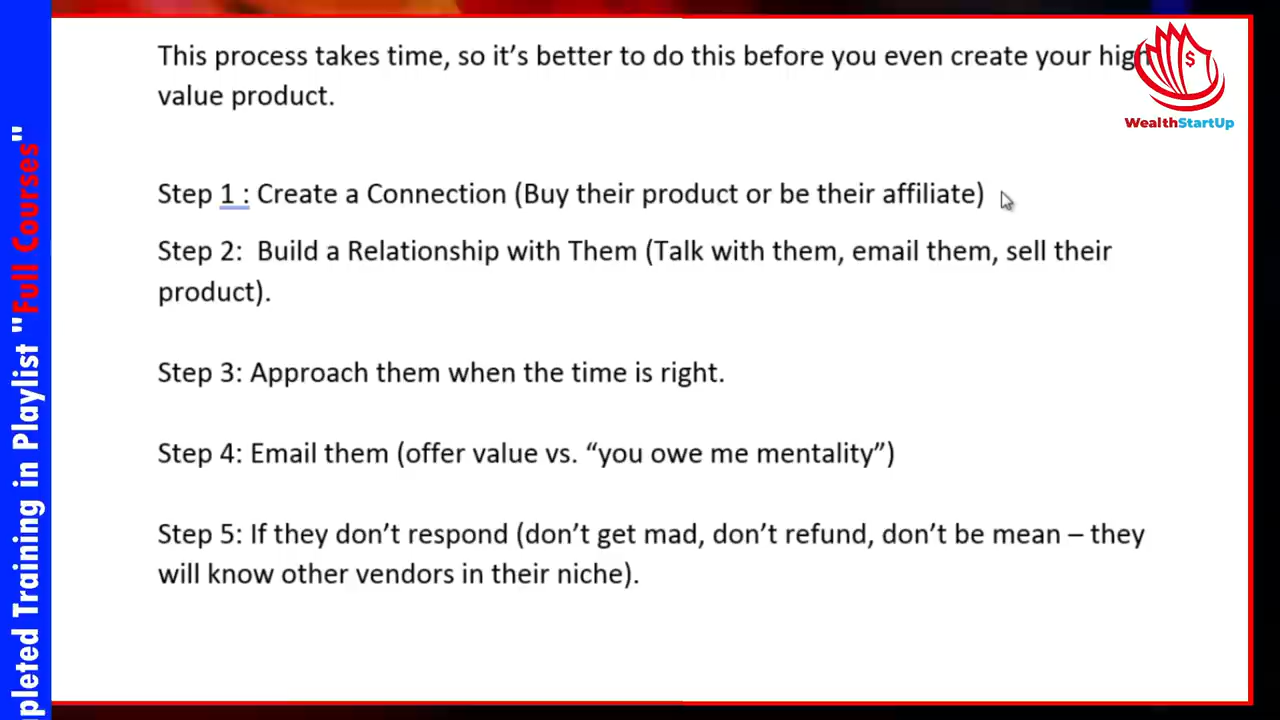 This process takes time, so it’s better to do this before you even create your high
value product.
WealthStartUp
Step 1 : Create a Connection (Buy their product or be their affiliate)
Step 2:  Build a Relationship with Them (Talk with them, email them, sell their
product).
Step 3: Approach them when the time is right.
Step 4: Email them (offer value vs. “you owe me mentality”)
Step 5: If they don’t respond (don’t get mad, don’t refund, don’t be mean – they
will know other vendors in their niche).
pleted Training in Playlist "Full Courses"